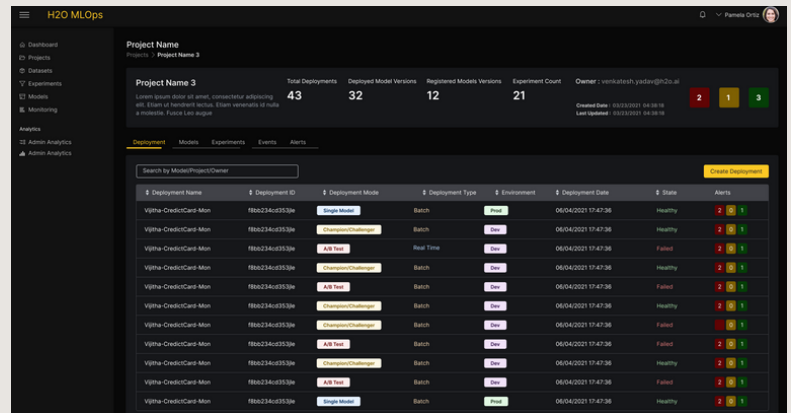 H2O MLOps
Pamela Ortiz
Dashboard
Projects
Datasets
Experiments
Models
Monitoring
Analytics
Admin Analytics
Admin Analytics
Project Name
Projects > Project Name 3
Project Name 3
Lorem ipsum dolor sit amet, consectetur adipiscing
elit. Etiam ut hendrerit lectus. Etiam venenatis id nulla
a molestie. Fusce Leo augue
Total Deployments Deployed Model Versions Registered Models Versions Experiment Count
43 32 12 21
Owner : venkatesh.yadav@h2o.ai
Created Date : 03/23/2021 04:38:19
Last Updated : 03/23/2021 04:38:19
2 1 3
Deployment Models Experiments Events Alerts
Search by Model/Project/Owner
Create Deployment
Deployment Name Deployment ID Deployment Mode Deployment Type Environment Deployment Date State Alerts
Vijitha-CredictCard-Mon f8bb234cd353jle Single Model Batch Prod 06/04/2021 17:47:36 Healthy 2 0 1
Vijitha-CredictCard-Mon f8bb234cd353jle Champion/Challenger Batch Dev 06/04/2021 17:47:36 Healthy 2 0 1
Vijitha-CredictCard-Mon f8bb234cd353jle A/B Test Real Time Dev 06/04/2021 17:47:36 Failed 2 0 1
Vijitha-CredictCard-Mon f8bb234cd353jle Champion/Challenger Batch Dev 06/04/2021 17:47:36 Healthy 2 0 1
Vijitha-CredictCard-Mon f8bb234cd353jle A/B Test Batch Dev 06/04/2021 17:47:36 Failed 2 0 1
Vijitha-CredictCard-Mon f8bb234cd353jle Champion/Challenger Batch Dev 06/04/2021 17:47:36 Healthy 2 0 1
Vijitha-CredictCard-Mon f8bb234cd353jle Champion/Challenger Batch Dev 06/04/2021 17:47:36 Failed 0 1
Vijitha-CredictCard-Mon f8bb234cd353jle A/B Test Batch Dev 06/04/2021 17:47:36 Failed 2 0 1
Vijitha-CredictCard-Mon f8bb234cd353jle Champion/Challenger Batch Dev 06/04/2021 17:47:36 Healthy 2 0 1
Vijitha-CredictCard-Mon f8bb234cd353jle A/B Test Batch Dev 06/04/2021 17:47:36 Failed 2 0 1
Vijitha-CredictCard-Mon f8bb234cd353jle Single Model Batch Prod 06/04/2021 17:47:36 Healthy 2 0 1